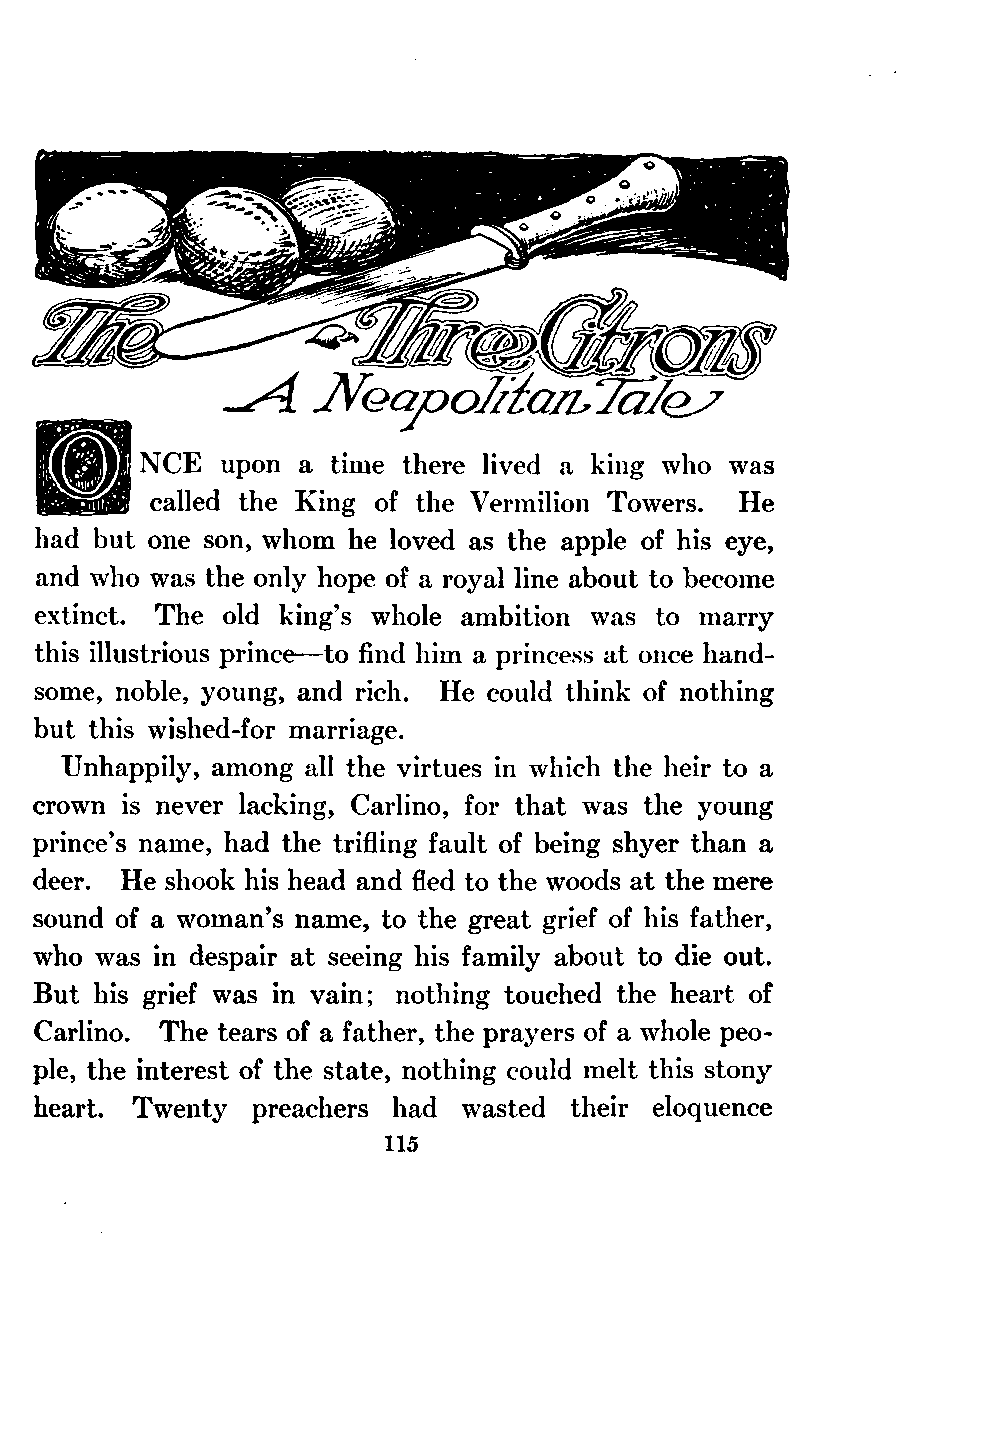 The Three Citrons
A Neapolitan Tale
ONCE upon a time there lived a king who was
called the King of the Vermilion Towers. He
had but one son, whom he loved as the apple of his eye,
and who was the only hope of a royal line about to become
extinct. The old king's whole ambition was to marry
this illustrious prince—to find him a princess at once hand-
some, noble, young, and rich. He could think of nothing
but this wished-for marriage.
Unhappily, among all the virtues in which the heir to a
crown is never lacking, Carlino, for that was the young
prince's name, had the trifling fault of being shyer than a
deer. He shook his head and fled to the woods at the mere
sound of a woman's name, to the great grief of his father,
who was in despair at seeing his family about to die out.
But his grief was in vain; nothing touched the heart of
Carlino. The tears of a father, the prayers of a whole peo-
ple, the interest of the state, nothing could melt this stony
heart. Twenty preachers had wasted their eloquence
115